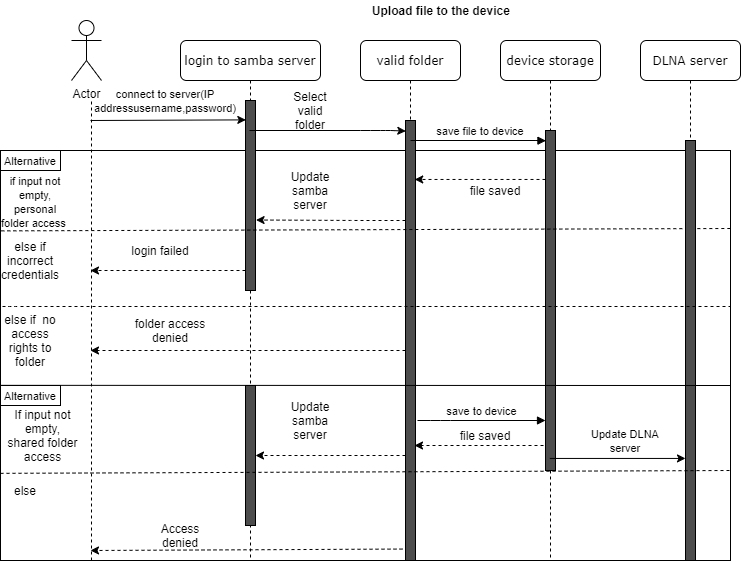 Upload file to the device
login to samba server
valid folder
device storage
DLNA server
Actor
connect to server(IP
addressusername,password)
Select
valid
folder
save file to device
Alternative
if input not
empty,
personal
folder access
Update
samba
server
file saved
else if
incorrect
credentials
login failed
else if  no
access
rights to
folder
folder access
denied
Alternative
If input not
empty,
shared folder
access
Update
samba
server
save to device
file saved
Update DLNA
server
else
Access
denied